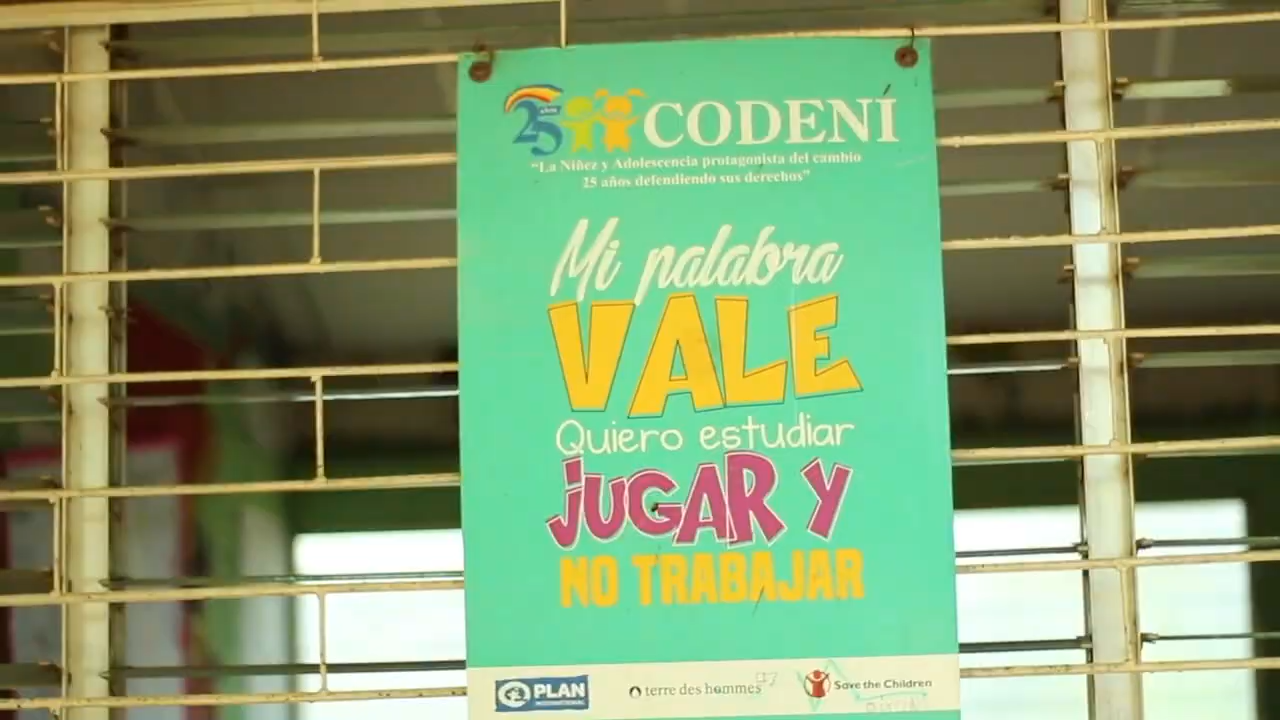 25 años CODENI
"La Niñez y Adolescencia protagonista del cambio
25 años defendiendo sus derechos"
Mi palabra
VALE
Quiero estudiar
JUGAR Y
NO TRABAJAR
PLAN INTERNATIONAL terre des hommes Save the Children